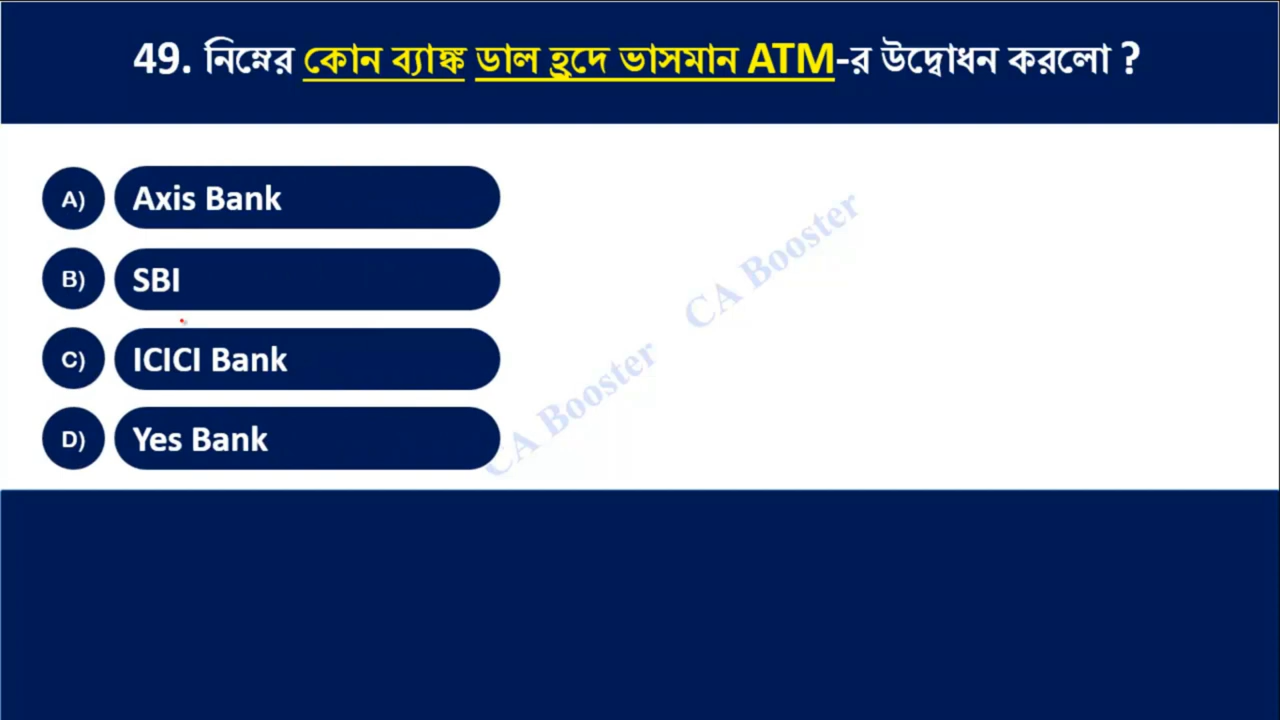 49. নিম্নের কোন ব্যাঙ্ক ডাল হ্রদে ভাসমান ATM-র উদ্বোধন করলো ?
A) Axis Bank
B) SBI
C) ICICI Bank
D) Yes Bank
CA Booster
CA Booster